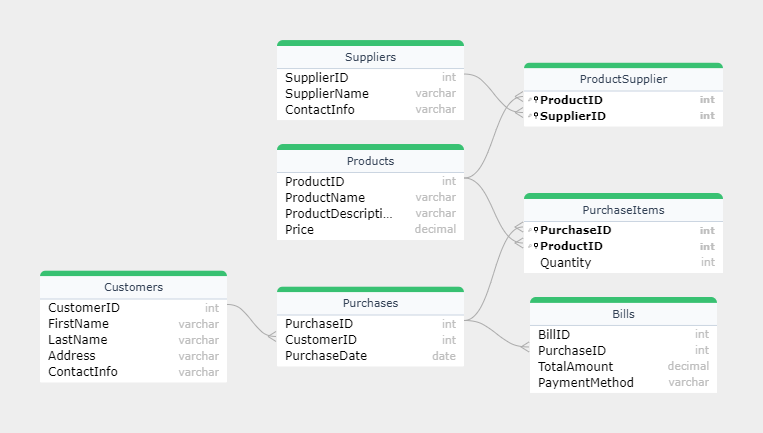 Suppliers
SupplierID int
SupplierName varchar
ContactInfo varchar
ProductSupplier
ProductID int
SupplierID int
Products
ProductID int
ProductName varchar
ProductDescripti... varchar
Price decimal
PurchaseItems
PurchaseID int
ProductID int
Quantity int
Customers
CustomerID int
FirstName varchar
LastName varchar
Address varchar
ContactInfo varchar
Purchases
PurchaseID int
CustomerID int
PurchaseDate date
Bills
BillID int
PurchaseID int
TotalAmount decimal
PaymentMethod varchar